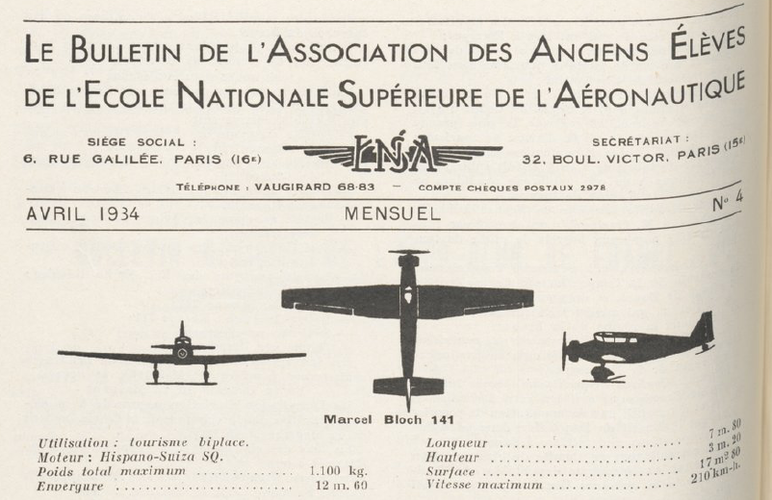 LE BULLETIN DE L'ASSOCIATION DES ANCIENS ÉLÈVES
DE L'ECOLE NATIONALE SUPÉRIEURE DE L'AÉRONAUTIQUE
SIÈGE SOCIAL :
6, RUE GALILÉE, PARIS (16e)
ENSA
SECRÉTARIAT :
32, BOUL. VICTOR, PARIS (15e)
TÉLÉPHONE : VAUGIRARD 68-83 — COMPTE CHÈQUES POSTAUX 2978
AVRIL 1934 MENSUEL No 4
Marcel Bloch 141
Utilisation : tourisme biplace.
Moteur : Hispano-Suiza SQ.
Poids total maximum ............ 1.100 kg.
Envergure .................... 12 m. 69
Longueur .................... 7 m. 80
Hauteur .................... 3 m. 20
Surface .................... 17 m² 80
Vitesse maximum .............. 210 km-h.